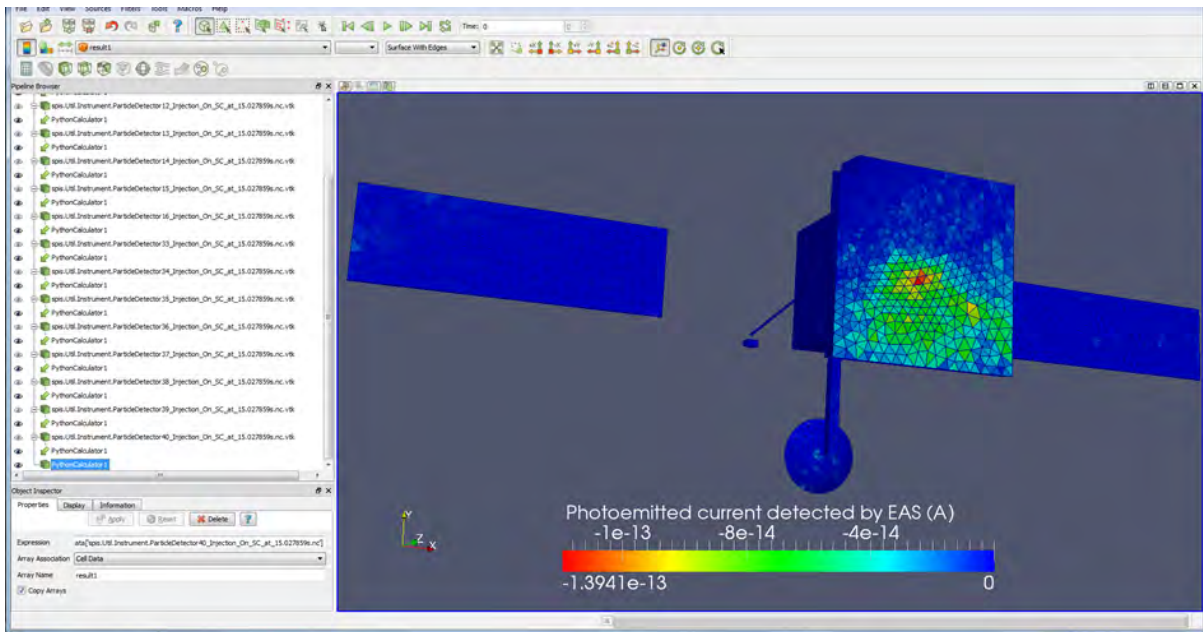 File Edit View Sources Filters Tools Macros Help
Time: 0
0
result1
Surface With Edges
Pipeline Browser
spis.Util.Instrument.ParticleDetector12_Injection_On_SC_at_15.027859s.nc.vtk
PythonCalculator1
spis.Util.Instrument.ParticleDetector13_Injection_On_SC_at_15.027859s.nc.vtk
PythonCalculator1
spis.Util.Instrument.ParticleDetector14_Injection_On_SC_at_15.027859s.nc.vtk
PythonCalculator1
spis.Util.Instrument.ParticleDetector15_Injection_On_SC_at_15.027859s.nc.vtk
PythonCalculator1
spis.Util.Instrument.ParticleDetector16_Injection_On_SC_at_15.027859s.nc.vtk
PythonCalculator1
spis.Util.Instrument.ParticleDetector33_Injection_On_SC_at_15.027859s.nc.vtk
PythonCalculator1
spis.Util.Instrument.ParticleDetector34_Injection_On_SC_at_15.027859s.nc.vtk
PythonCalculator1
spis.Util.Instrument.ParticleDetector35_Injection_On_SC_at_15.027859s.nc.vtk
PythonCalculator1
spis.Util.Instrument.ParticleDetector36_Injection_On_SC_at_15.027859s.nc.vtk
PythonCalculator1
spis.Util.Instrument.ParticleDetector37_Injection_On_SC_at_15.027859s.nc.vtk
PythonCalculator1
spis.Util.Instrument.ParticleDetector38_Injection_On_SC_at_15.027859s.nc.vtk
PythonCalculator1
spis.Util.Instrument.ParticleDetector39_Injection_On_SC_at_15.027859s.nc.vtk
PythonCalculator1
spis.Util.Instrument.ParticleDetector40_Injection_On_SC_at_15.027859s.nc.vtk
PythonCalculator1
PythonCalculator1
Object Inspector
Properties Display Information
Apply Reset Delete ?
Expression ata['spis.Util.Instrument.ParticleDetector40_Injection_On_SC_at_15.027859s.nc']
Array Association Cell Data
Array Name result1
Copy Arrays
Y
Z X
Photoemitted current detected by EAS (A)
-1e-13 -8e-14 -4e-14
-1.3941e-13 0